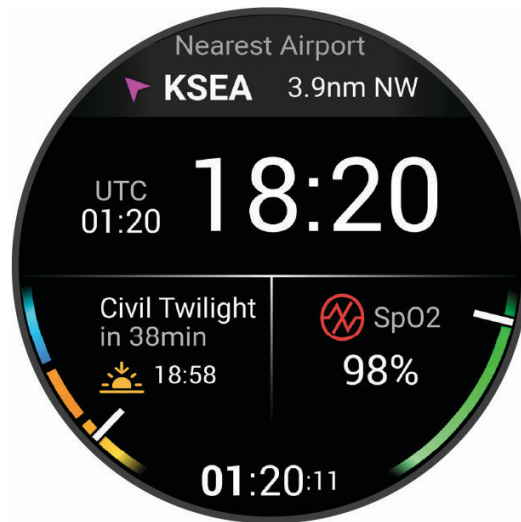 Nearest Airport
KSEA 3.9nm NW
UTC
01:20
18:20
Civil Twilight
in 38min
18:58
SpO2
98%
01:20:11